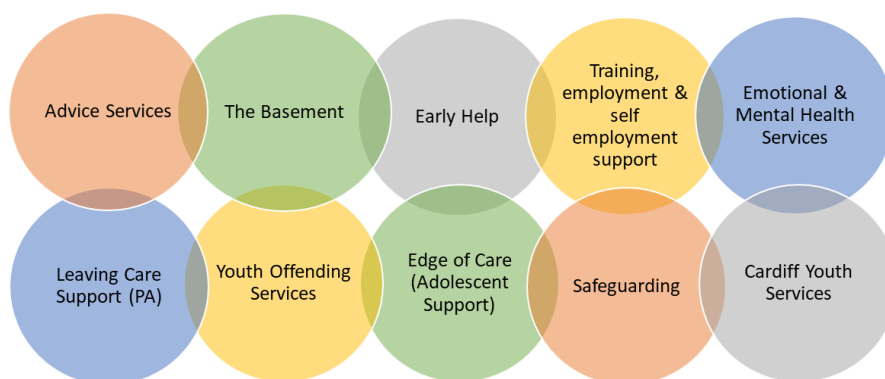 Advice Services
The Basement
Early Help
Training,
employment &
self
employment
support
Emotional &
Mental Health
Services
Leaving Care
Support (PA)
Youth Offending
Services
Edge of Care
(Adolescent
Support)
Safeguarding
Cardiff Youth
Services